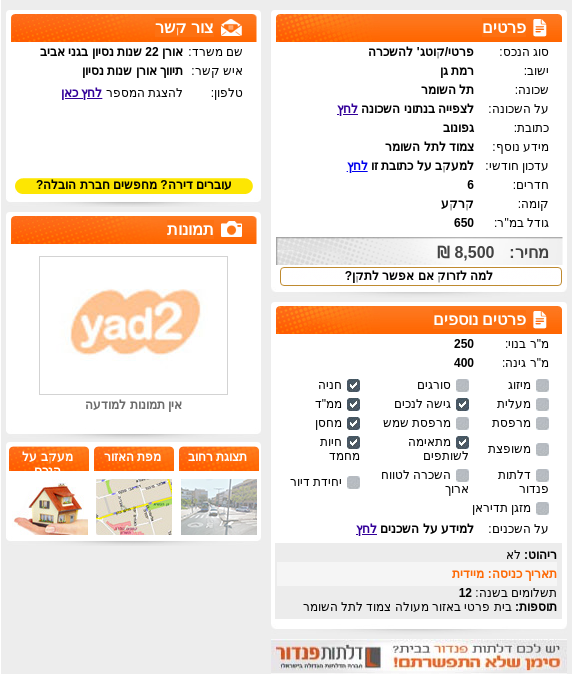 פרטים
סוג הנכס: פרטי/קוטג' להשכרה
ישוב: רמת גן
שכונה: תל השומר
על השכונה: לצפייה בנתוני השכונה לחץ
כתובת: גפונוב
מידע נוסף: צמוד לתל השומר
עדכון חודשי: למעקב על כתובת זו לחץ
חדרים: 6
קומה: קרקע
גודל במ"ר: 650
מחיר: 8,500 ₪
למה לזרוק אם אפשר לתקן?
פרטים נוספים
מ"ר בנוי: 250
מ"ר גינה: 400
מיזוג סורגים חניה
מעלית גישה לנכים ממ"ד
מרפסת מרפסת שמש מחסן
משופצת מתאימה לשותפים חיות מחמד
דלתות פנדור השכרה לטווח ארוך יחידת דיור
מזגן תדיראן
על השכנים: למידע על השכנים לחץ
ריהוט: לא
תאריך כניסה: מיידית
תשלומים בשנה: 12
תוספות: בית פרטי באזור מעולה צמוד לתל השומר
יש לכם דלתות פנדור בבית?
סימן שלא התפשרתם!
דלתות פנדור
חברת הדלתות הגדולה בישראל
צור קשר
שם משרד: אורן 22 שנות נסיון בגני אביב
איש קשר: תיווך אורן שנות נסיון
טלפון: להצגת המספר לחץ כאן
עוברים דירה? מחפשים חברת הובלה?
תמונות
yad2
אין תמונות למודעה
תצוגת רחוב
מפת האזור
מעקב על
הנכס